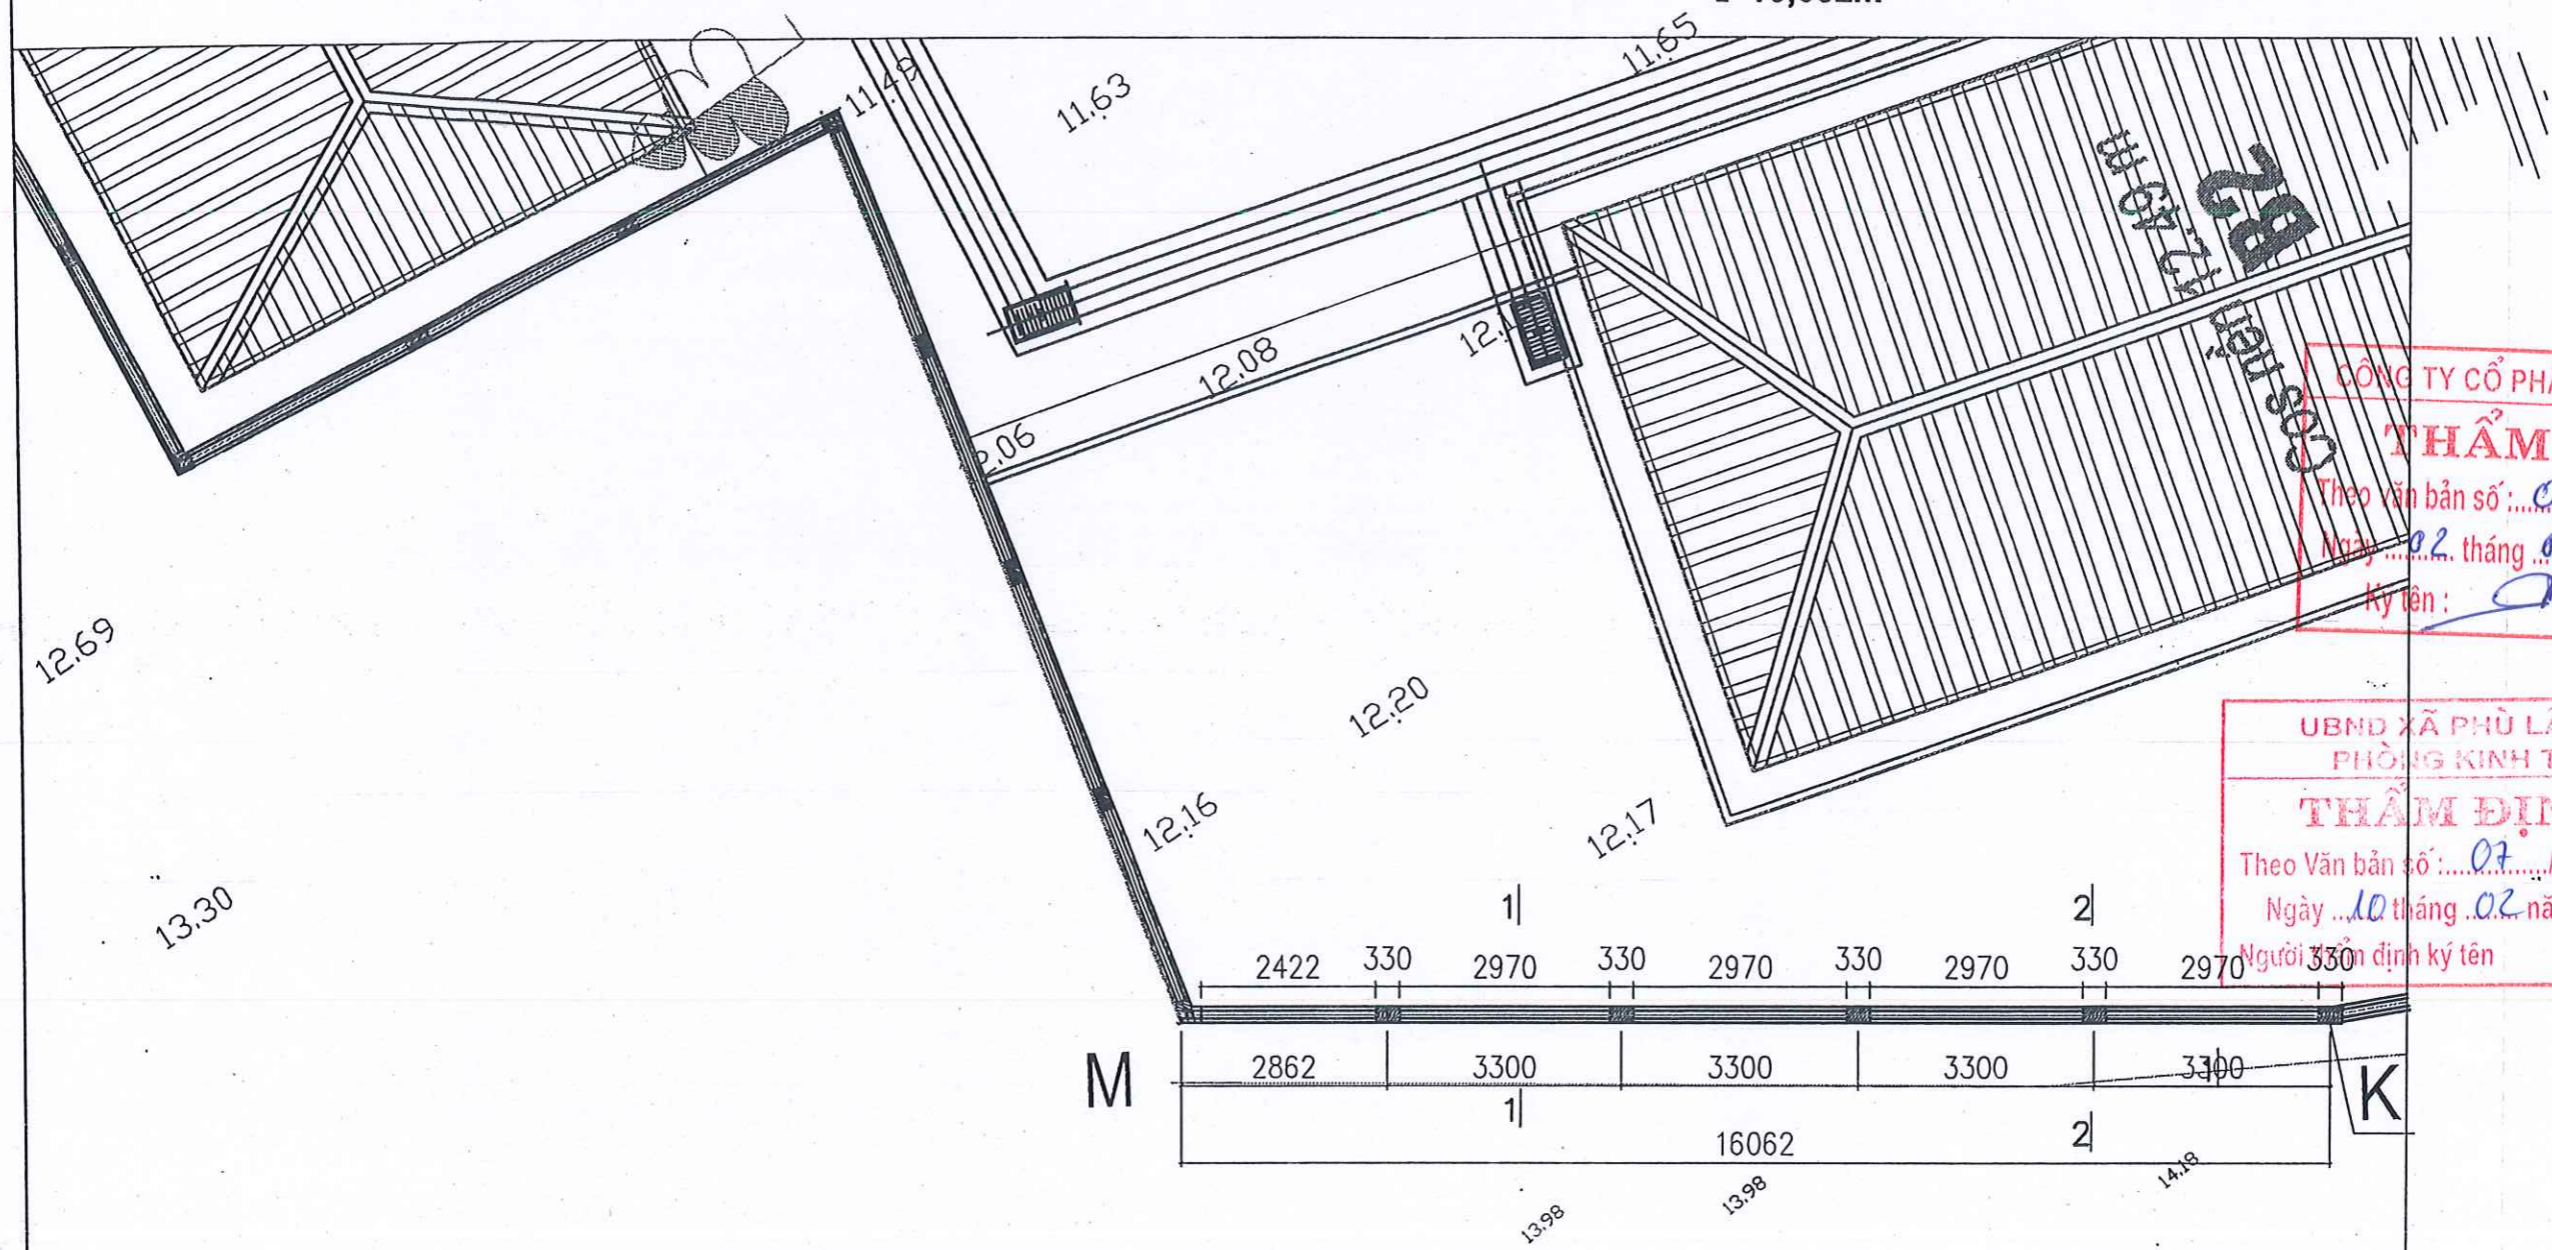 11.65
11.49
11.63
B2
Cos nền 12.49 m
12.08
2.06
12.69
12.20
12.16
12.17
13.30
CÔNG TY CỔ PH
THẨM
Theo văn bản số :
Ngày 02 tháng
Ký tên :
UBND XÃ PHÙ L
PHÒNG KINH T
THẨM ĐỊN
Theo Văn bản số : 07
Ngày 10 tháng 02 nă
Người thẩm định ký tên
1 2
2422 330 2970 330 2970 330 2970 330 2970 330
M 2862 3300 3300 3300 3300 K
1 2
16062
13.98 13.98 14.18